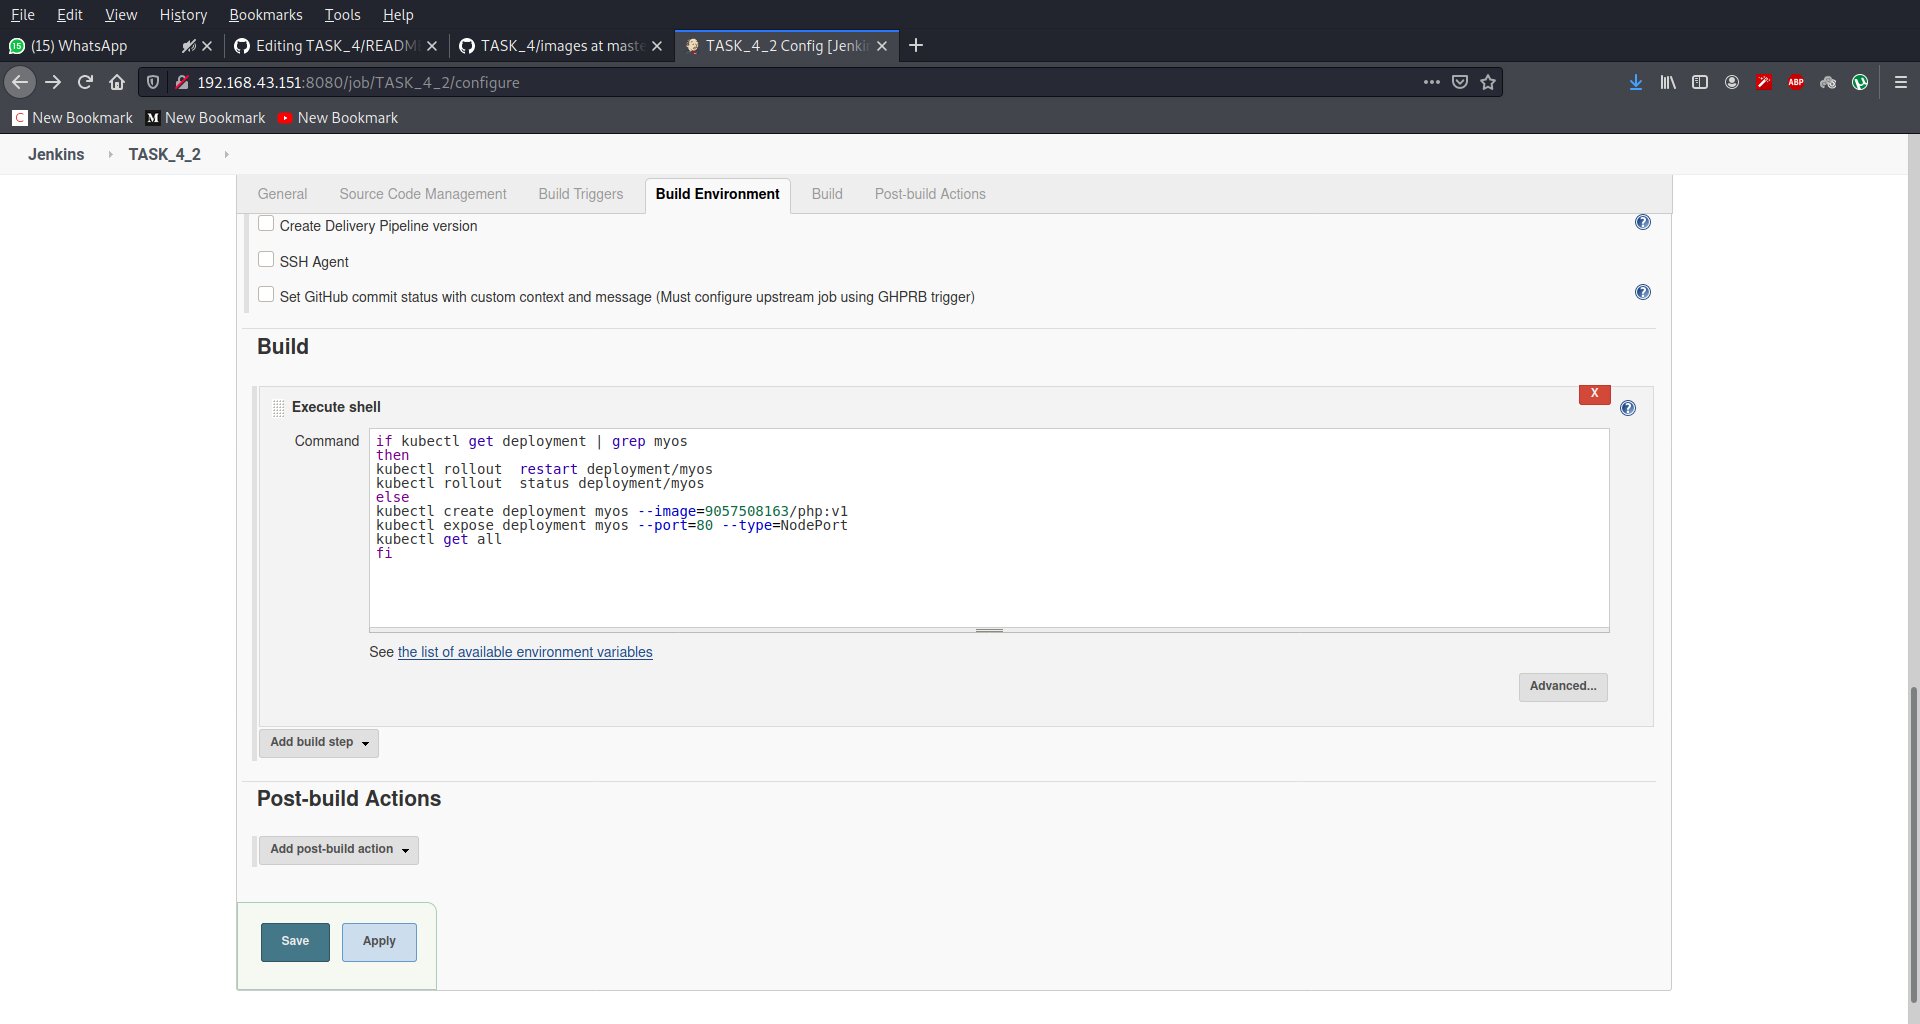 File Edit View History Bookmarks Tools Help
(15) WhatsApp
Editing TASK_4/READM
TASK_4/images at maste
TASK_4_2 Config [Jenki
192.168.43.151:8080/job/TASK_4_2/configure
ABP
New Bookmark
M New Bookmark
New Bookmark
Jenkins TASK_4_2
General Source Code Management Build Triggers Build Environment Build Post-build Actions
Create Delivery Pipeline version
SSH Agent
Set GitHub commit status with custom context and message (Must configure upstream job using GHPRB trigger)
Build
X
Execute shell
Command
if kubectl get deployment | grep myos
then
kubectl rollout  restart deployment/myos
kubectl rollout  status deployment/myos
else
kubectl create deployment myos --image=9057508163/php:v1
kubectl expose deployment myos --port=80 --type=NodePort
kubectl get all
fi
See the list of available environment variables
Advanced...
Add build step
Post-build Actions
Add post-build action
Save Apply